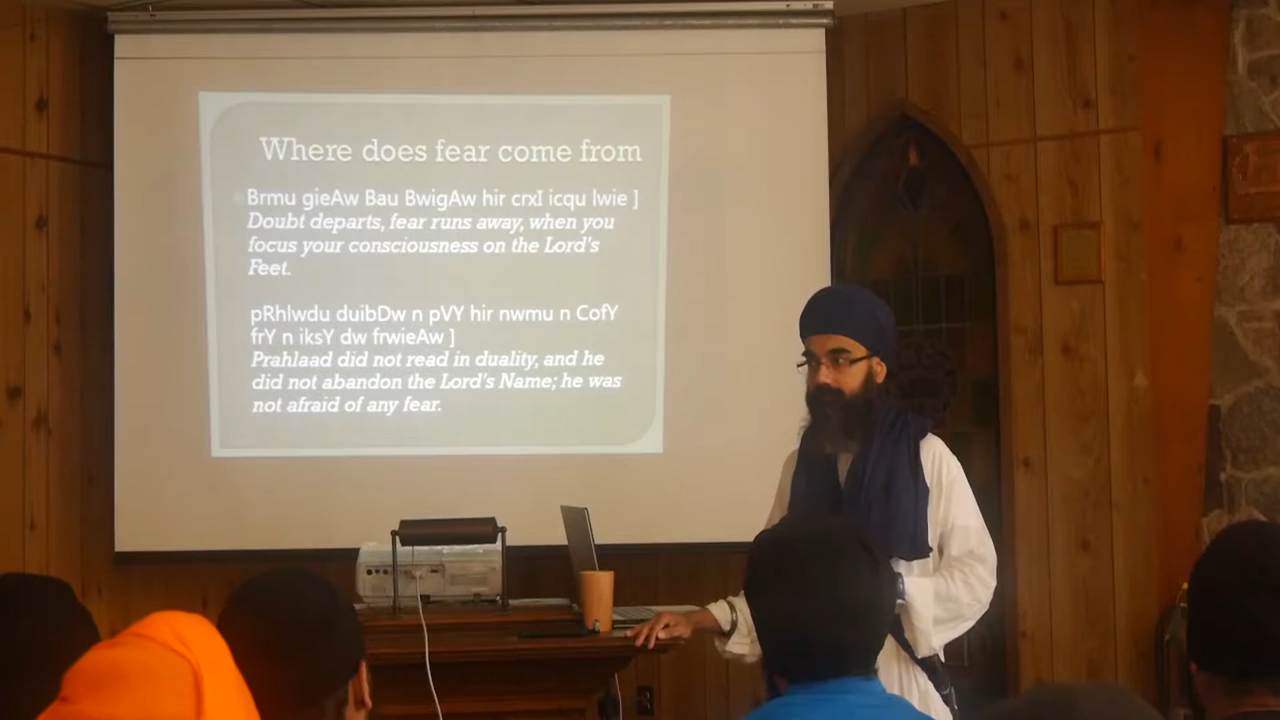 Where does fear come from
Brmu gieAw Bau BwigAw hir crxI icqu lwie ]
Doubt departs, fear runs away, when you
focus your consciousness on the Lord's
Feet.
pRhlwdu duibDw n pVY hir nwmu n CofY
frY n iksY dw frwieAw ]
Prahlaad did not read in duality, and he
did not abandon the Lord's Name; he was
not afraid of any fear.